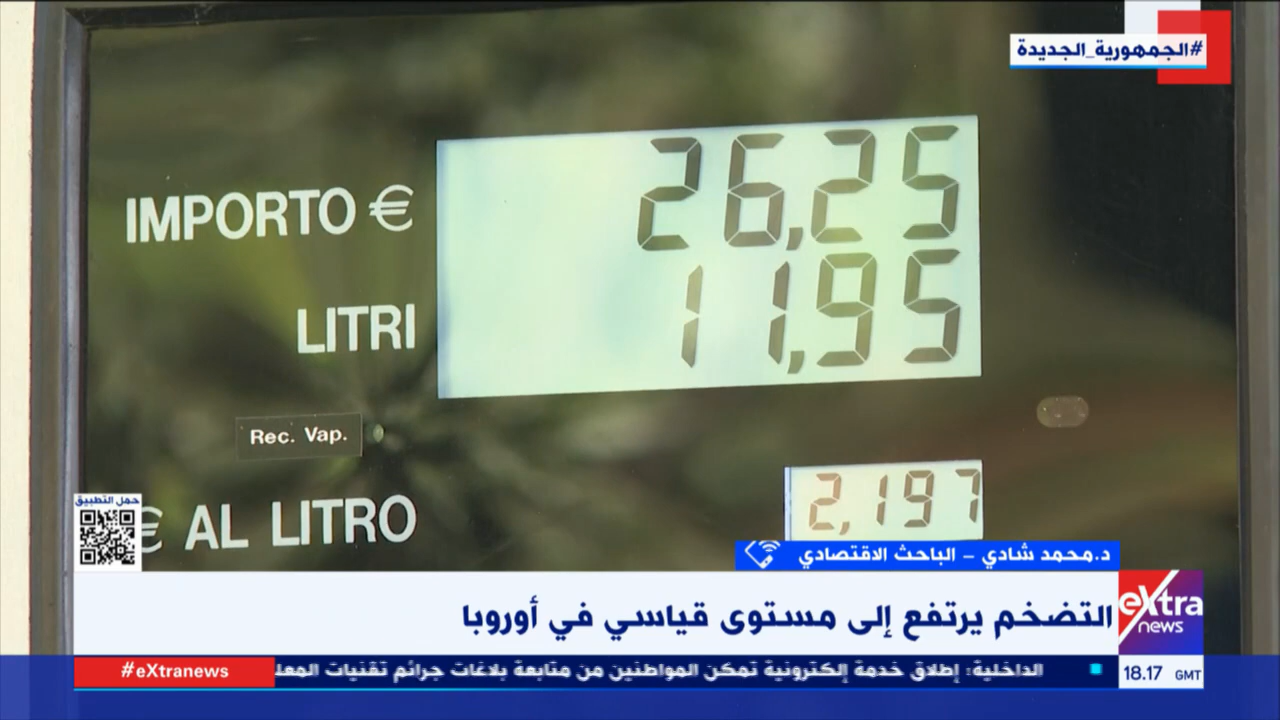 #الجمهورية_الجديدة
IMPORTO € 26,25
LITRI 11,95
Rec. Vap.
€ AL LITRO 2,197
حمل التطبيق
د.محمد شادي – الباحث الاقتصادي
التضخم يرتفع إلى مستوى قياسي في أوروبا
eXtra news
#eXtranews
الداخلية: إطلاق خدمة إلكترونية تمكن المواطنين من متابعة بلاغات جرائم تقنيات
18.17 GMT